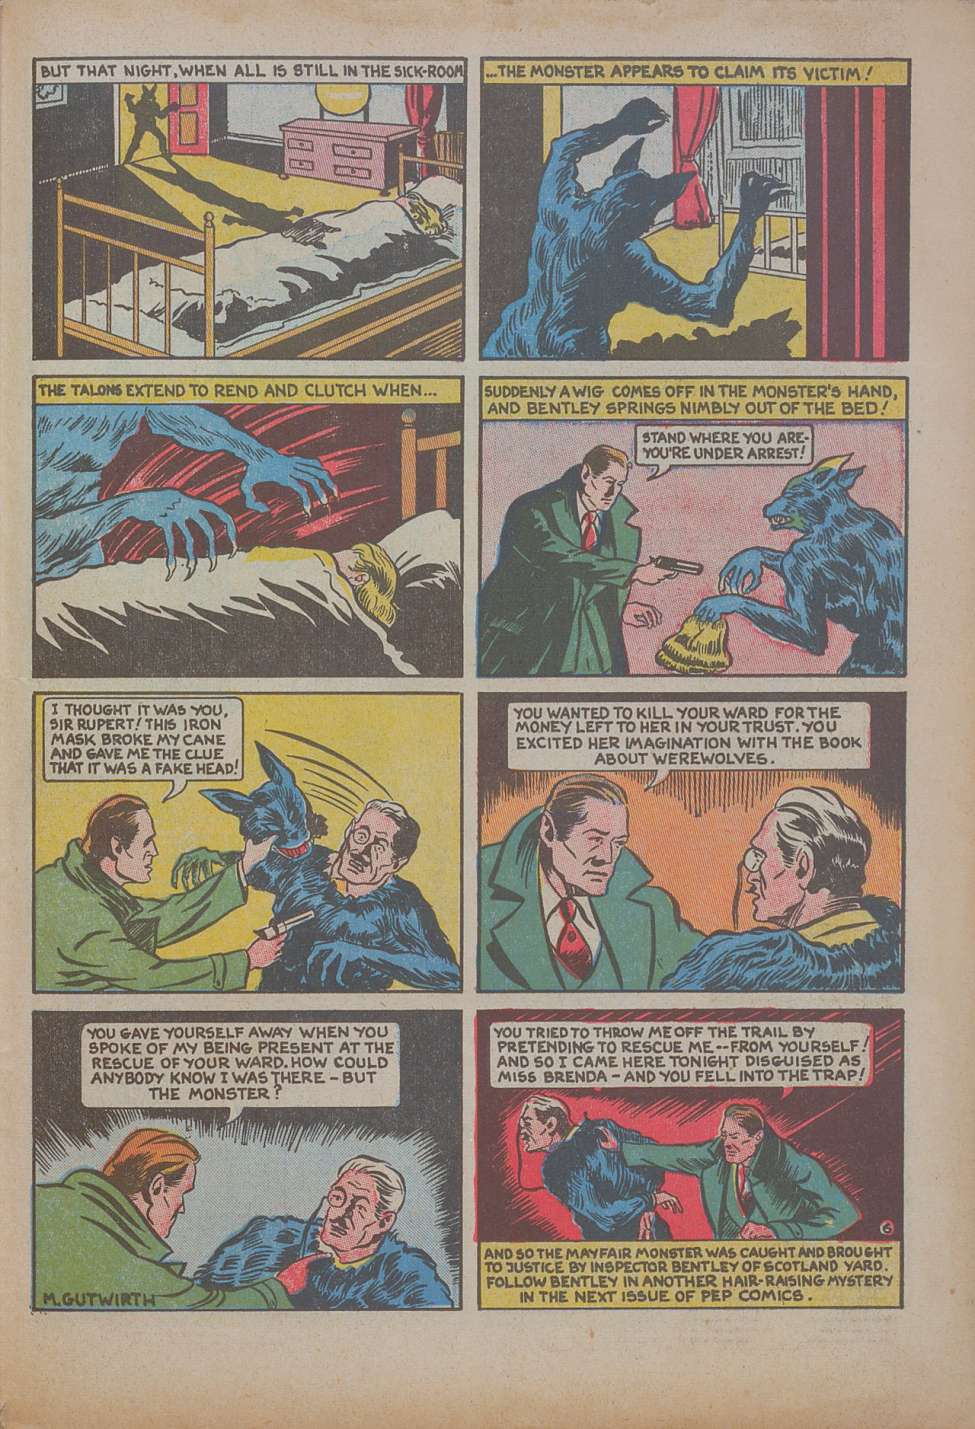 BUT THAT NIGHT, WHEN ALL IS STILL IN THE SICK-ROOM
...THE MONSTER APPEARS TO CLAIM ITS VICTIM!
THE TALONS EXTEND TO REND AND CLUTCH WHEN...
SUDDENLY A WIG COMES OFF IN THE MONSTER'S HAND,
AND BENTLEY SPRINGS NIMBLY OUT OF THE BED!
STAND WHERE YOU ARE-
YOU'RE UNDER ARREST!
I THOUGHT IT WAS YOU,
SIR RUPERT! THIS IRON
MASK BROKE MY CANE
AND GAVE ME THE CLUE
THAT IT WAS A FAKE HEAD!
YOU WANTED TO KILL YOUR WARD FOR THE
MONEY LEFT TO HER IN YOUR TRUST. YOU
EXCITED HER IMAGINATION WITH THE BOOK
ABOUT WEREWOLVES.
YOU GAVE YOURSELF AWAY WHEN YOU
SPOKE OF MY BEING PRESENT AT THE
RESCUE OF YOUR WARD. HOW COULD
ANYBODY KNOW I WAS THERE - BUT
THE MONSTER?
M. GUTWIRTH
YOU TRIED TO THROW ME OFF THE TRAIL BY
PRETENDING TO RESCUE ME--FROM YOURSELF!
AND SO I CAME HERE TONIGHT DISGUISED AS
MISS BRENDA - AND YOU FELL INTO THE TRAP!
6
AND SO THE MAYFAIR MONSTER WAS CAUGHT AND BROUGHT
TO JUSTICE BY INSPECTOR BENTLEY OF SCOTLAND YARD.
FOLLOW BENTLEY IN ANOTHER HAIR-RAISING MYSTERY
IN THE NEXT ISSUE OF PEP COMICS.